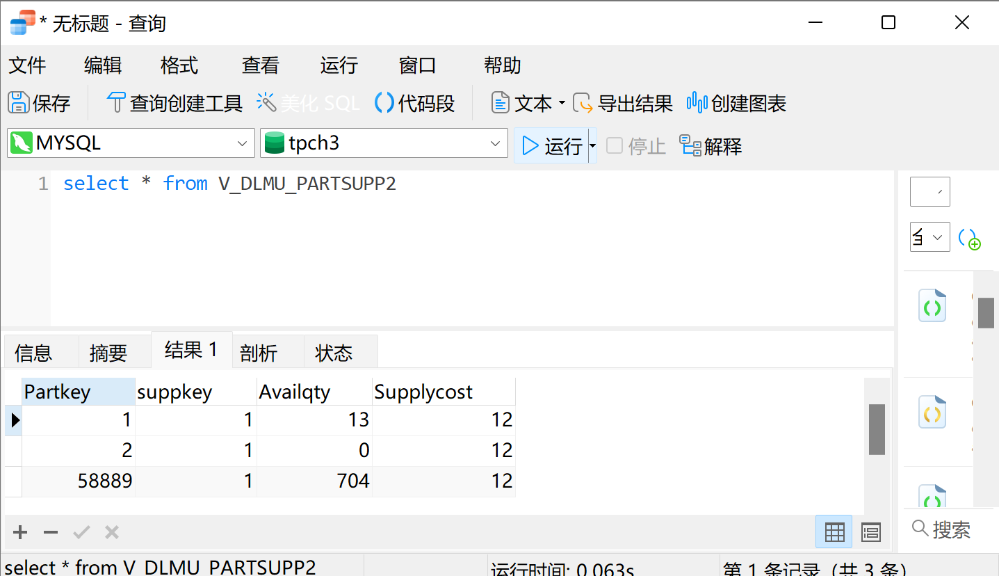 * 无标题 - 查询
文件 编辑 格式 查看 运行 窗口 帮助
保存 查询创建工具 美化 SQL 代码段 文本 导出结果 创建图表
MYSQL tpch3 运行 停止 解释
1 select * from V_DLMU_PARTSUPP2
信息 摘要 结果 1 剖析 状态
Partkey suppkey Availqty Supplycost
1 1 13 12
2 1 0 12
58889 1 704 12
搜索
select * from V_DLMU_PARTSUPP2 运行时间: 0.063s 第 1 条记录 (共 3 条)